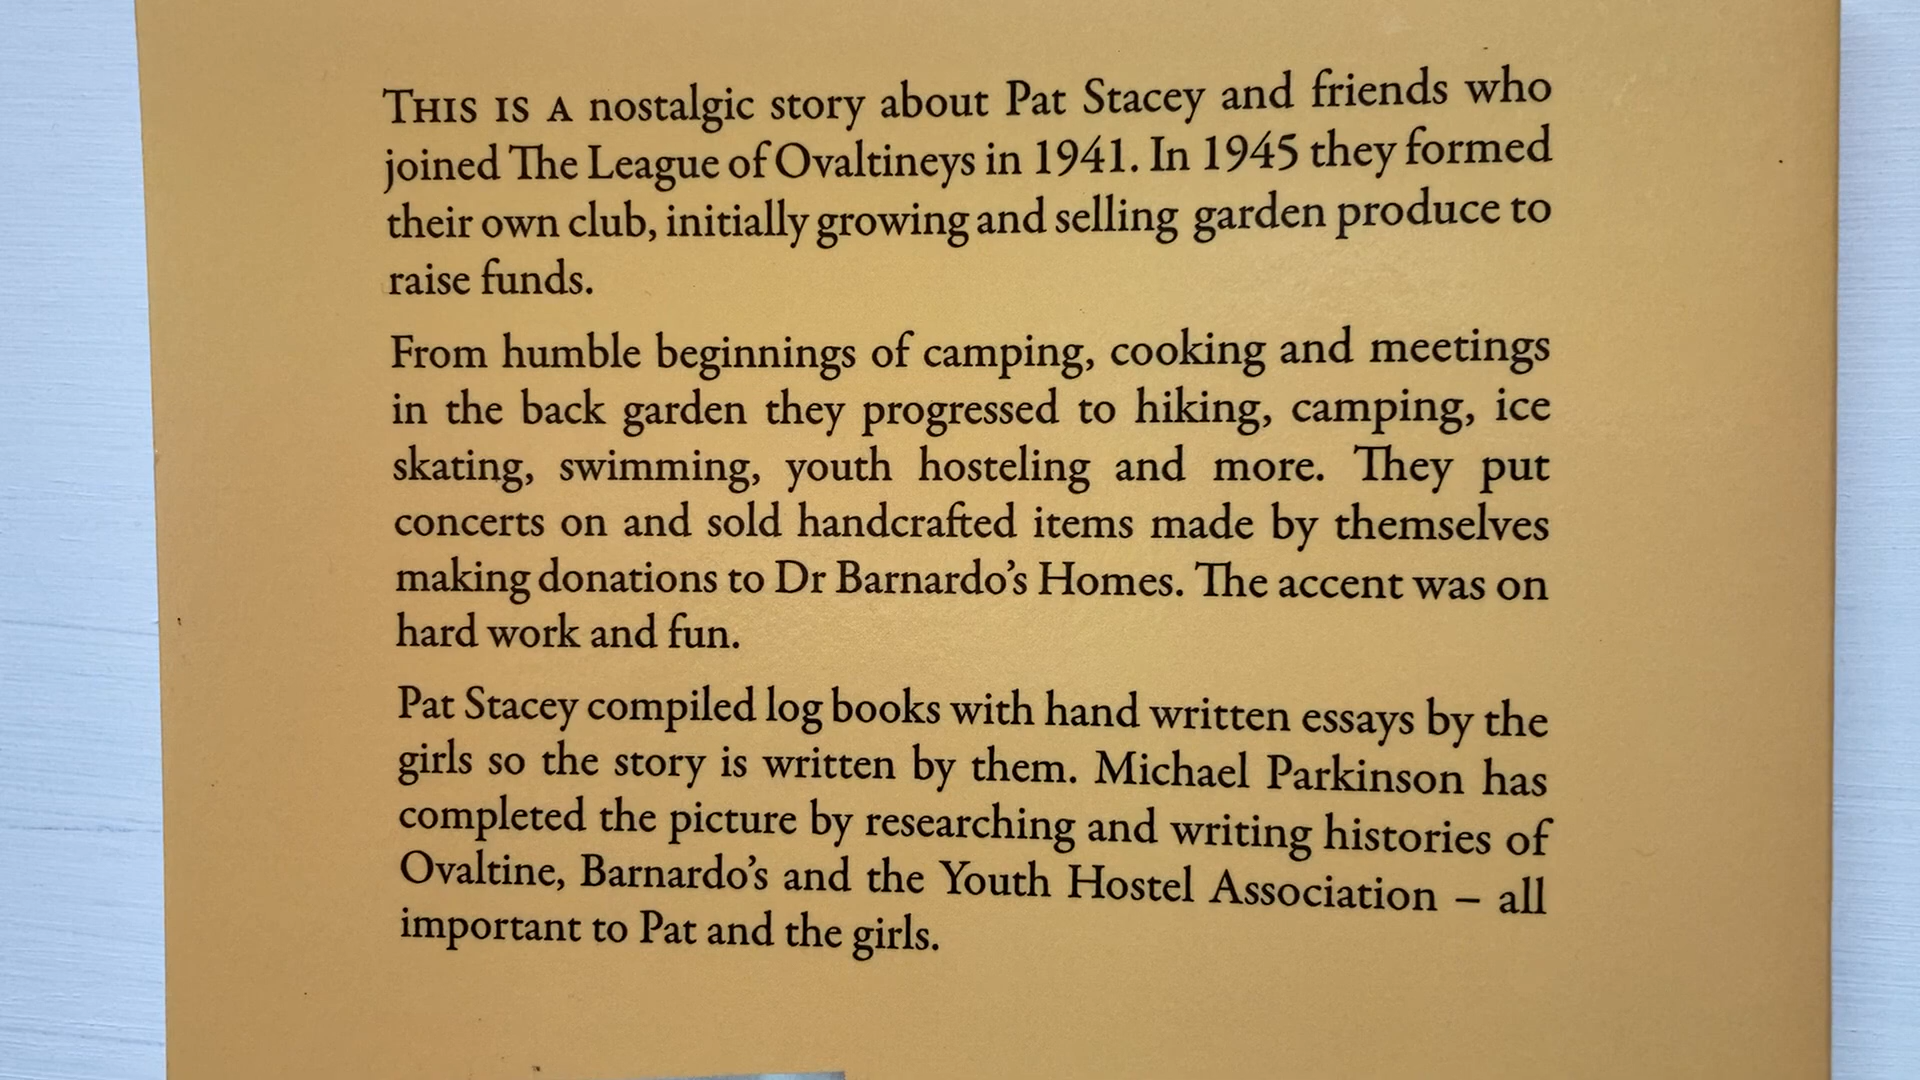 THIS IS A nostalgic story about Pat Stacey and friends who
joined The League of Ovaltineys in 1941. In 1945 they formed
their own club, initially growing and selling garden produce to
raise funds.
From humble beginnings of camping, cooking and meetings
in the back garden they progressed to hiking, camping, ice
skating, swimming, youth hosteling and more. They put
concerts on and sold handcrafted items made by themselves
making donations to Dr Barnardo’s Homes. The accent was on
hard work and fun.
Pat Stacey compiled log books with hand written essays by the
girls so the story is written by them. Michael Parkinson has
completed the picture by researching and writing histories of
Ovaltine, Barnardo’s and the Youth Hostel Association – all
important to Pat and the girls.